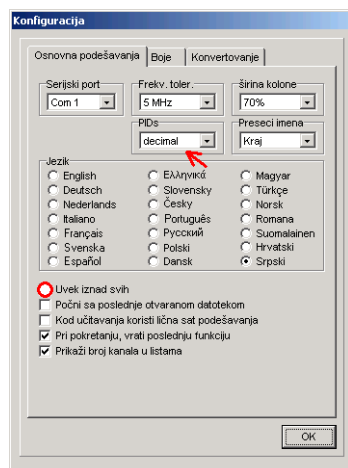 Konfiguracija
Osnovna podešavanja Boje Konvertovanje
Serijski port Frekv. toler. širina kolone
Com 1 5 MHz 70%
PIDs Preseci imena
decimal Kraj
Jezik
English Ελληνικά Magyar
Deutsch Slovensky Türkçe
Nederlands Česky Norsk
Italiano Português Romana
Français Русский Suomalainen
Svenska Polski Hrvatski
Español Dansk Srpski
Uvek iznad svih
Počni sa poslednje otvaranom datotekom
Kod učitavanja koristi lična sat podešavanja
Pri pokretanju, vrati poslednju funkciju
Prikaži broj kanala u listama
OK